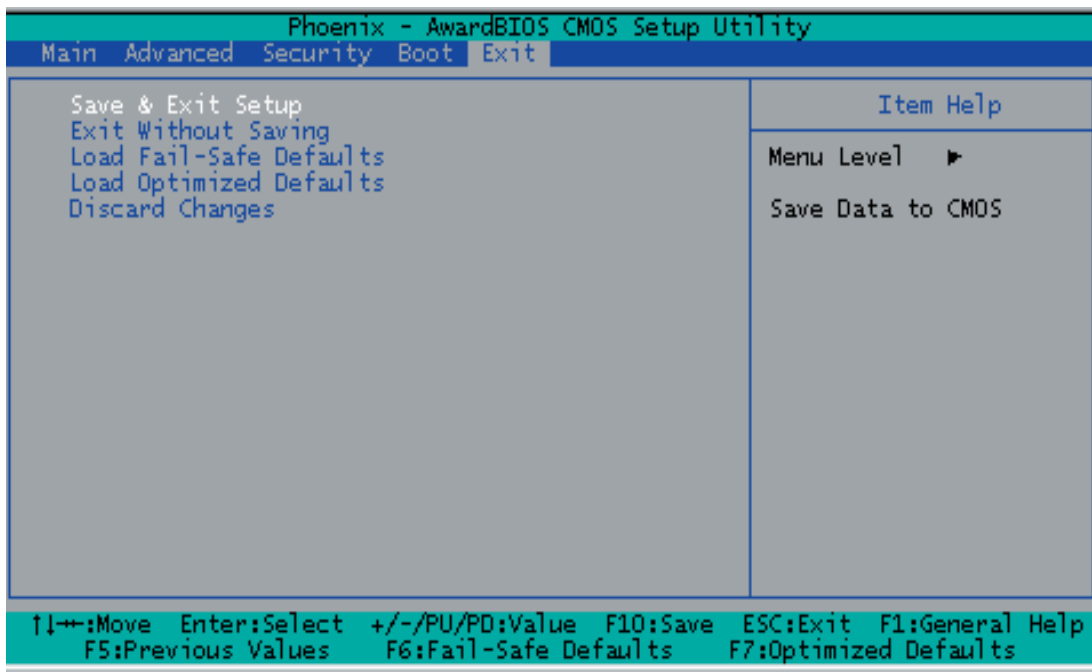 Phoenix - AwardBIOS CMOS Setup Utility
Main Advanced Security Boot Exit
Save & Exit Setup
Exit Without Saving
Load Fail-Safe Defaults
Load Optimized Defaults
Discard Changes
Item Help
Menu Level ►
Save Data to CMOS
↑↓←→:Move Enter:Select +/-/PU/PD:Value F10:Save ESC:Exit F1:General Help
F5:Previous Values F6:Fail-Safe Defaults F7:Optimized Defaults